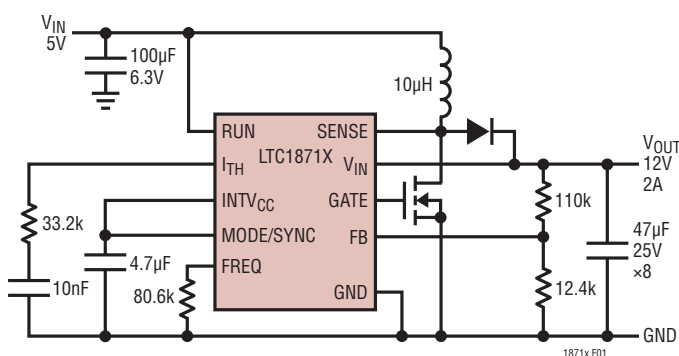 VIN
5V
100µF
6.3V
10µH
RUN
SENSE
LTC1871X
ITH
VIN
VOUT
12V
2A
INTVCC
GATE
110k
33.2k
MODE/SYNC
FB
47µF
25V
×8
4.7µF
FREQ
10nF
80.6k
GND
12.4k
GND
1871x F01